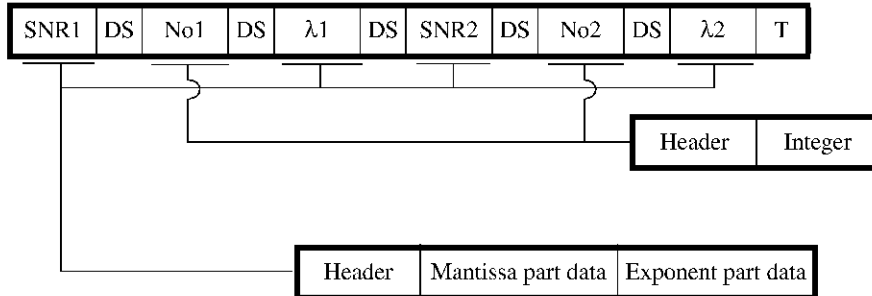 SNR1 DS No1 DS λ1 DS SNR2 DS No2 DS λ2 T
Header Integer
Header Mantissa part data Exponent part data